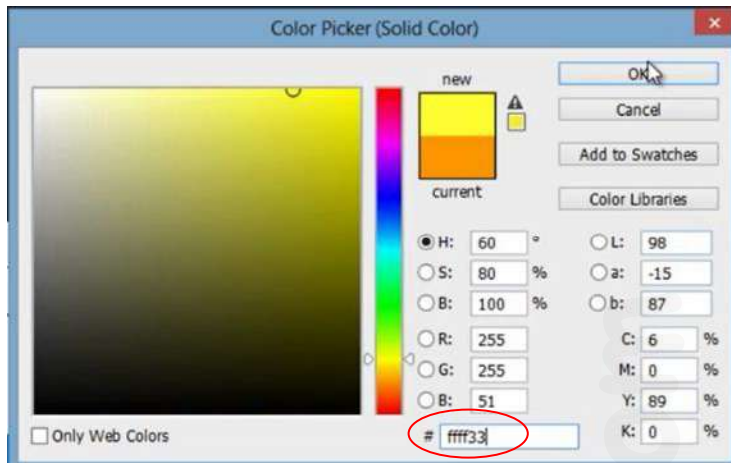 Color Picker (Solid Color)
new
current
OK
Cancel
Add to Swatches
Color Libraries
H: 60 °
S: 80 %
B: 100 %
R: 255
G: 255
B: 51
# ffff33
L: 98
a: -15
b: 87
C: 6 %
M: 0 %
Y: 89 %
K: 0 %
Only Web Colors